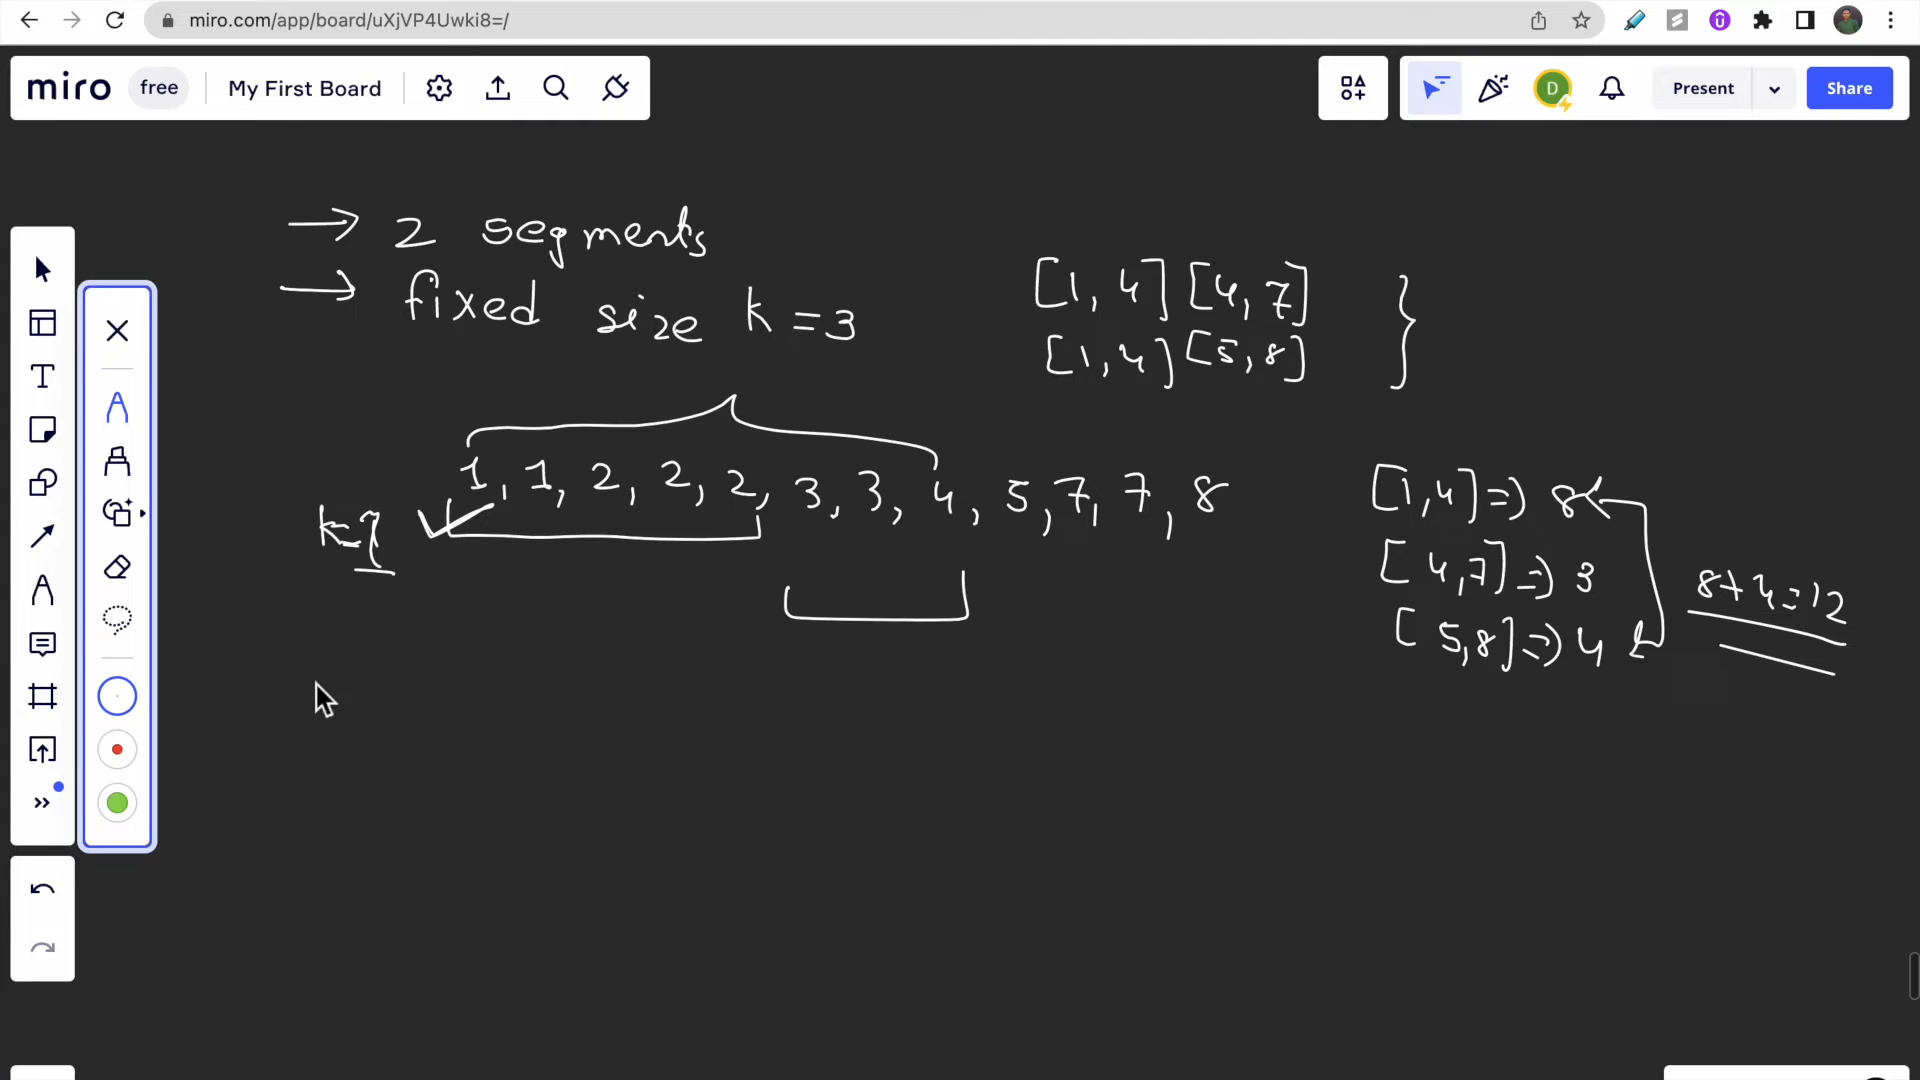 miro.com/app/board/uXjVP4Uwki8=/
miro free My First Board
D Present Share
→ 2 segments
→ fixed size k = 3
[1, 4] [4, 7]
[1, 4] [5, 8]
1, 1, 2, 2, 2, 3, 3, 4, 5, 7, 7, 8
[1, 4] => 8
[4, 7] => 3
[5, 8] => 4
8 + 4 = 12